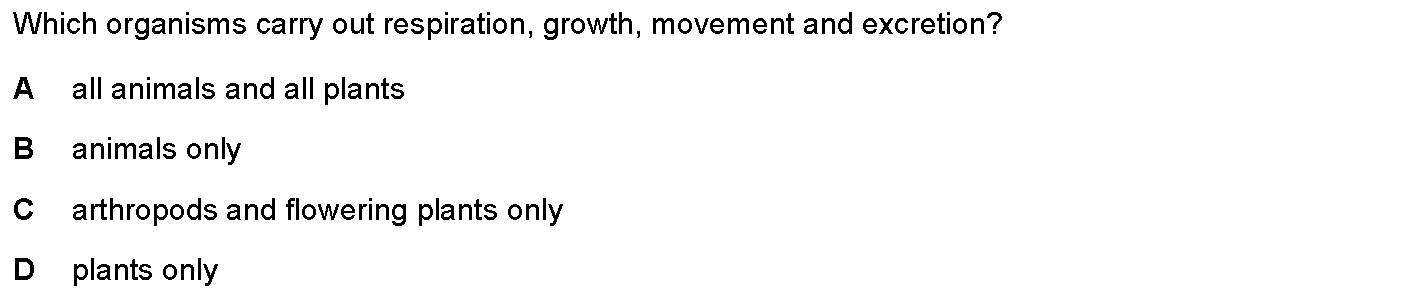 Which organisms carry out respiration, growth, movement and excretion?
A all animals and all plants
B animals only
C arthropods and flowering plants only
D plants only